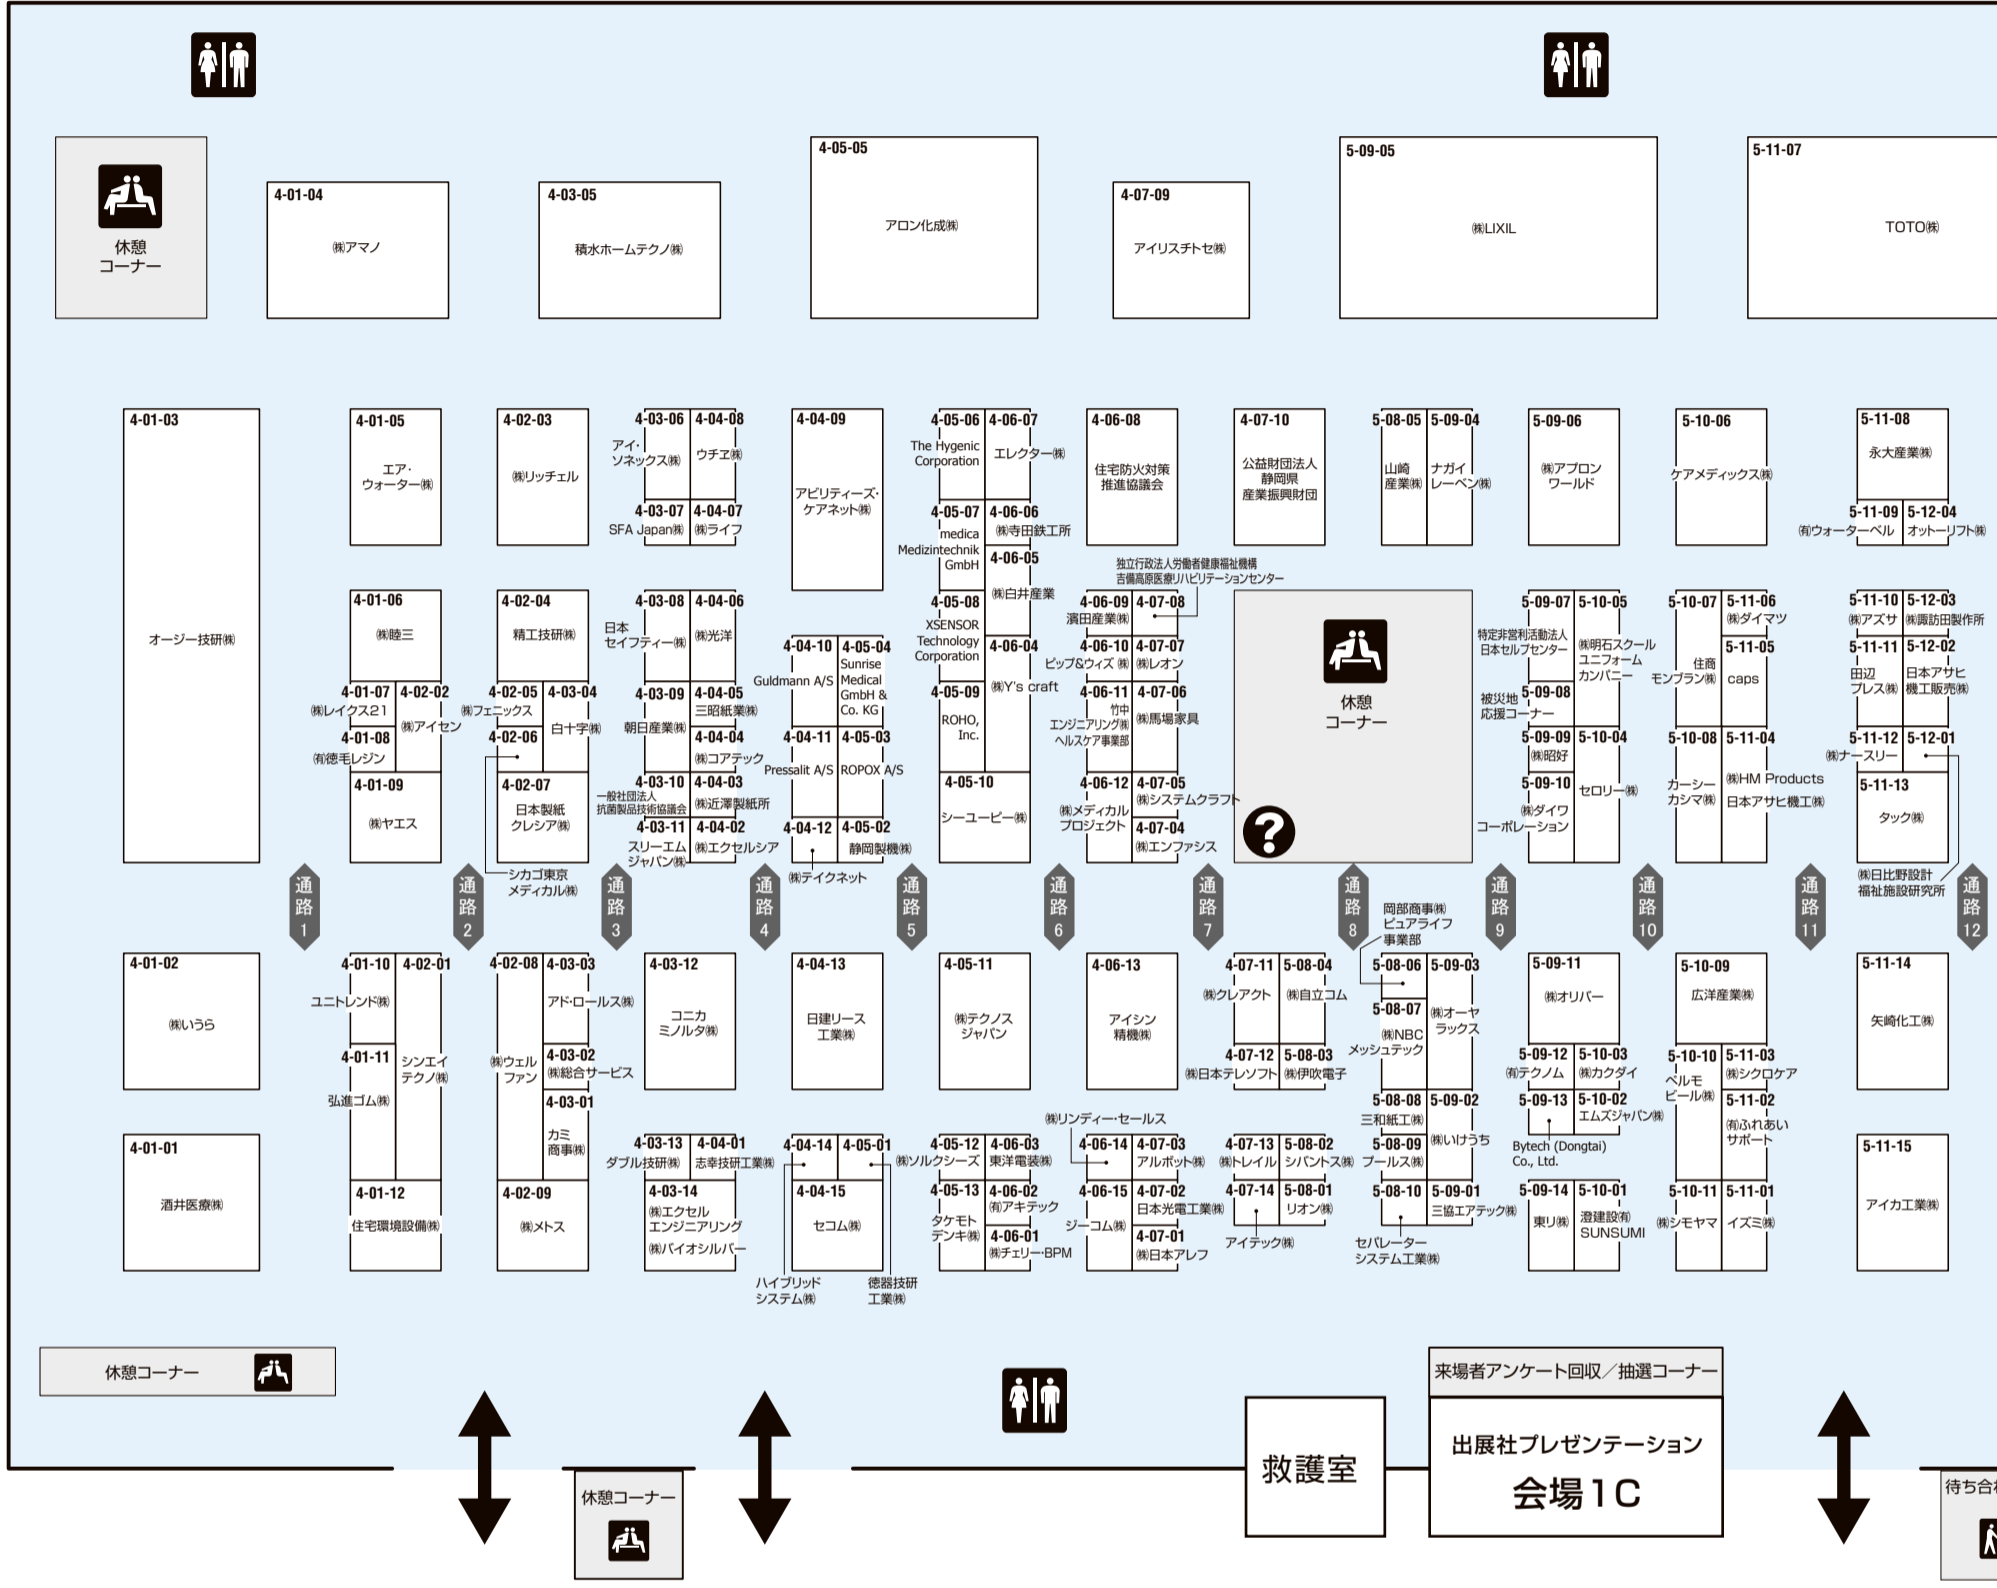 休憩
コーナー
4-01-04
㈱アマノ
4-03-05
積水ホームテクノ㈱
4-05-05
アロン化成㈱
4-07-09
アイリスチトセ㈱
5-09-05
㈱LIXIL
5-11-07
TOTO㈱
4-01-03
オージー技研㈱
4-01-05
エア・
ウォーター㈱
4-02-03
㈱リッチェル
4-03-06
アイ・
ソネックス㈱
4-04-08
ウチヱ㈱
4-03-07
SFA Japan㈱
4-04-07
㈱ライフ
4-04-09
アビリティーズ・
ケアネット㈱
4-05-06
The Hygenic
Corporation
4-06-07
エレクター㈱
4-05-07
medica
Medizintechnik
GmbH
4-06-06
㈱寺田鉄工所
4-06-05
㈱白井産業
4-05-08
XSENSOR
Technology
Corporation
4-06-04
㈱Y's craft
4-05-09
ROHO,
Inc.
4-05-10
シーユーピー㈱
4-06-08
住宅防火対策
推進協議会
4-07-10
公益財団法人
静岡県
産業振興財団
5-08-05
山崎
産業㈱
5-09-04
ナガイ
レーベン㈱
5-09-06
㈱アプロン
ワールド
5-10-06
ケアメディックス㈱
5-11-08
永大産業㈱
5-11-09
㈲ウォーターベル
5-12-04
オットーリフト㈱
4-01-06
㈱睦三
4-01-07
㈱レイクス21
4-02-02
㈱アイセン
4-01-08
㈲徳毛レジン
4-01-09
㈱ヤエス
4-02-04
精工技研㈱
4-02-05
㈱フェニックス
4-03-04
白十字㈱
4-02-06
4-02-07
日本製紙
クレシア㈱
シカゴ東京
メディカル㈱
4-03-08
日本
セイフティー㈱
4-04-06
㈱光洋
4-03-09
朝日産業㈱
4-04-05
三昭紙業㈱
4-04-04
㈱コアテック
4-03-10
一般社団法人
抗菌製品技術協議会
4-04-03
㈱近澤製紙所
4-03-11
スリーエム
ジャパン㈱
4-04-02
㈱エクセルシア
4-04-10
Guldmann A/S
4-05-04
Sunrise
Medical
GmbH &
Co. KG
4-04-11
Pressalit A/S
4-05-03
ROPOX A/S
4-04-12
㈱テイクネット
4-05-02
静岡製機㈱
独立行政法人労働者健康福祉機構
吉備高原医療リハビリテーションセンター
4-06-09
濱田産業㈱
4-07-08
4-06-10
ピップ&ウィズ ㈱
4-07-07
㈱レオン
4-06-11
竹中
エンジニアリング㈱
ヘルスケア事業部
4-07-06
㈱馬場家具
4-06-12
㈱メディカル
プロジェクト
4-07-05
㈱システムクラフト
4-07-04
㈱エンファシス
休憩
コーナー
?
5-09-07
特定非営利活動法人
日本セルプセンター
5-10-05
㈱明石スクール
ユニフォーム
カンパニー
5-09-08
被災地
応援コーナー
5-09-09
㈱昭好
5-10-04
セロリー㈱
5-09-10
㈱ダイワ
コーポレーション
5-10-07
住商
モンブラン㈱
5-11-06
㈱ダイマツ
5-11-05
caps
5-10-08
カーシー
カシマ㈱
5-11-04
㈱HM Products
日本アサヒ機工㈱
5-11-10
㈱アズサ
5-12-03
㈱諏訪田製作所
5-11-11
田辺
プレス㈱
5-12-02
日本アサヒ
機工販売㈱
5-11-12
㈱ナースリー
5-12-01
5-11-13
タック㈱
㈱日比野設計
福祉施設研究所
通路1
通路2
通路3
通路4
通路5
通路6
通路7
通路8
通路9
通路10
通路11
通路12
4-01-02
㈱いうら
4-01-01
酒井医療㈱
4-01-10
ユニトレンド㈱
4-02-01
シンエイ
テクノ㈱
4-01-11
弘進ゴム㈱
4-01-12
住宅環境設備㈱
4-02-08
㈱ウェル
ファン
4-03-03
アド・ロールス㈱
4-03-02
㈱総合サービス
4-03-01
カミ
商事㈱
4-02-09
㈱メトス
4-03-12
コニカ
ミノルタ㈱
4-03-13
ダブル技研㈱
4-04-01
志幸技研工業㈱
4-03-14
㈱エクセル
エンジニアリング
㈱バイオシルバー
4-04-13
日建リース
工業㈱
4-04-14
4-05-01
4-04-15
セコム㈱
ハイブリッド
システム㈱
徳器技研
工業㈱
4-05-11
㈱テクノス
ジャパン
4-05-12
㈱ソルクシーズ
4-06-03
東洋電装㈱
4-05-13
タケモト
デンキ㈱
4-06-02
㈲アキテック
4-06-01
㈱チェリー・BPM
4-06-13
アイシン
精機㈱
㈱リンディー・セールス
4-06-14
4-07-03
アルボット㈱
4-06-15
ジーコム㈱
4-07-02
日本光電工業㈱
4-07-01
㈱日本アレフ
4-07-11
㈱クレアクト
5-08-04
㈱自立コム
4-07-12
㈱日本テレソフト
5-08-03
㈱伊吹電子
4-07-13
㈱トレイル
5-08-02
シバントス㈱
4-07-14
アイテック㈱
5-08-01
リオン㈱
岡部商事㈱
ピュアライフ
事業部
5-08-06
5-09-03
㈱オーヤ
ラックス
5-08-07
㈱NBC
メッシュテック
5-08-08
三和紙工㈱
5-09-02
㈱いけうち
5-08-09
プールス㈱
5-08-10
セパレーター
システム工業㈱
5-09-01
三協エアテック㈱
5-09-11
㈱オリバー
5-09-12
㈲テクノム
5-10-03
㈱カクダイ
5-09-13
Bytech (Dongtai)
Co., Ltd.
5-10-02
エムズジャパン㈱
5-09-14
東リ㈱
5-10-01
澄建設㈲
SUNSUMI
5-10-09
広洋産業㈱
5-10-10
ベルモ
ビール㈱
5-11-03
㈱シクロケア
5-11-02
㈲ふれあい
サポート
5-10-11
㈱シモヤマ
5-11-01
イズミ㈱
5-11-14
矢崎化工㈱
5-11-15
アイカ工業㈱
休憩コーナー
休憩コーナー
救護室
来場者アンケート回収／抽選コーナー
出展社プレゼンテーション
会場1C
待ち合